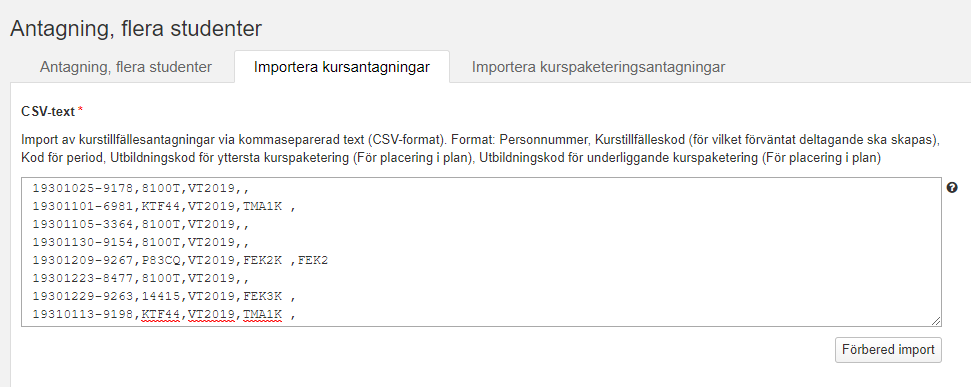 Antagning, flera studenter
Antagning, flera studenter
Importera kursantagningar
Importera kurspaketeringsantagningar
CSV-text *
Import av kurstillfällesantagningar via kommaseparerad text (CSV-format). Format: Personnummer, Kurstillfälleskod (för vilket förväntat deltagande ska skapas),
Kod för period, Utbildningskod för yttersta kurspaketering (För placering i plan), Utbildningskod för underliggande kurspaketering (För placering i plan)
19301025-9178,8100T,VT2019,,
19301101-6981,KTF44,VT2019,TMA1K ,
19301105-3364,8100T,VT2019,,
19301130-9154,8100T,VT2019,,
19301209-9267,P83CQ,VT2019,FEK2K ,FEK2
19301223-8477,8100T,VT2019,,
19301229-9263,14415,VT2019,FEK3K ,
19310113-9198,KTF44,VT2019,TMA1K ,
Förbered import